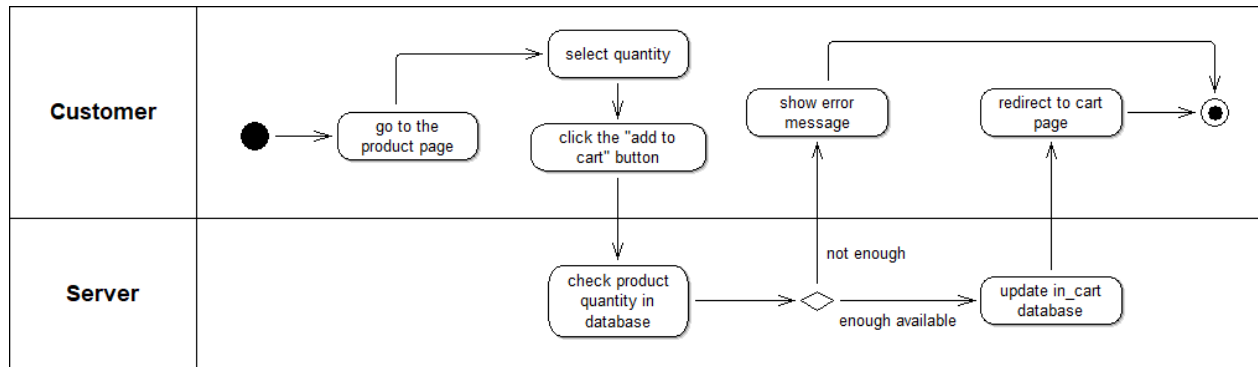 Customer
go to the
product page
select quantity
click the "add to
cart" button
show error
message
redirect to cart
page
Server
check product
quantity in
database
not enough
enough available
update in_cart
database